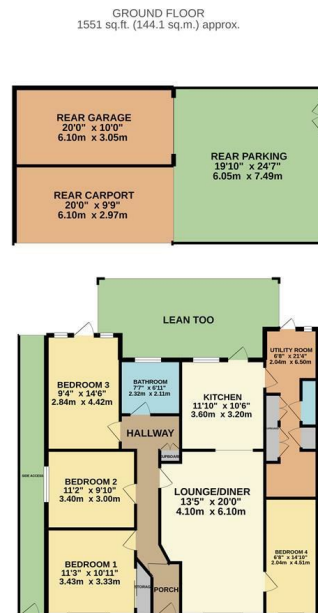 GROUND FLOOR
1551 sq.ft. (144.1 sq.m.) approx.
REAR GARAGE
20'0" x 10'0"
6.10m x 3.05m
REAR PARKING
19'10" x 24'7"
6.05m x 7.49m
REAR CARPORT
20'0" x 9'9"
6.10m x 2.97m
LEAN TOO
UTILITY ROOM
6'8" x 21'4"
2.04m x 6.50m
BEDROOM 3
9'4" x 14'6"
2.84m x 4.42m
BATHROOM
7'7" x 6'11"
2.32m x 2.11m
KITCHEN
11'10" x 10'6"
3.60m x 3.20m
HALLWAY
CUPBOARD
SIDE ACCESS
BEDROOM 2
11'2" x 9'10"
3.40m x 3.00m
LOUNGE/DINER
13'5" x 20'0"
4.10m x 6.10m
BEDROOM 4
6'8" x 14'10"
2.04m x 4.51m
BEDROOM 1
11'3" x 10'11"
3.43m x 3.33m
STORAGE
PORCH